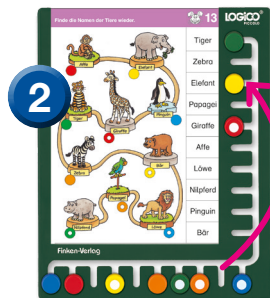 Finde die Namen der Tiere wieder.
13
LOGICO
PICCOLO
2
Affe
Elefant
Tiger
Giraffe
Pinguin
Zebra
Papagei
Bär
Nilpferd
Löwe
Tiger
Zebra
Elefant
Papagei
Giraffe
Affe
Löwe
Nilpferd
Pinguin
Bär
Finken-Verlag